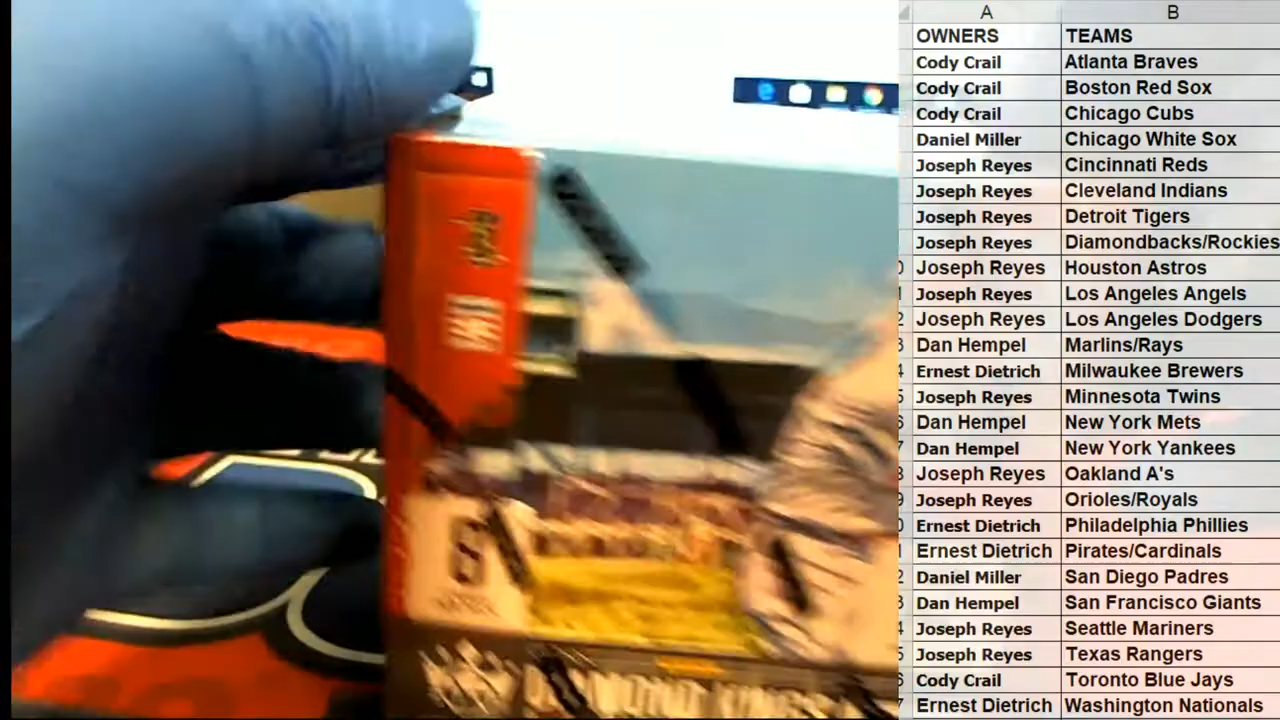 A B
OWNERS TEAMS
Cody Crail Atlanta Braves
Cody Crail Boston Red Sox
Cody Crail Chicago Cubs
Daniel Miller Chicago White Sox
Joseph Reyes Cincinnati Reds
Joseph Reyes Cleveland Indians
Joseph Reyes Detroit Tigers
Joseph Reyes Diamondbacks/Rockies
Joseph Reyes Houston Astros
Joseph Reyes Los Angeles Angels
Joseph Reyes Los Angeles Dodgers
Dan Hempel Marlins/Rays
Ernest Dietrich Milwaukee Brewers
Joseph Reyes Minnesota Twins
Dan Hempel New York Mets
Dan Hempel New York Yankees
Joseph Reyes Oakland A's
Joseph Reyes Orioles/Royals
Ernest Dietrich Philadelphia Phillies
Ernest Dietrich Pirates/Cardinals
Daniel Miller San Diego Padres
Dan Hempel San Francisco Giants
Joseph Reyes Seattle Mariners
Joseph Reyes Texas Rangers
Cody Crail Toronto Blue Jays
Ernest Dietrich Washington Nationals
DIAMOND KINGS